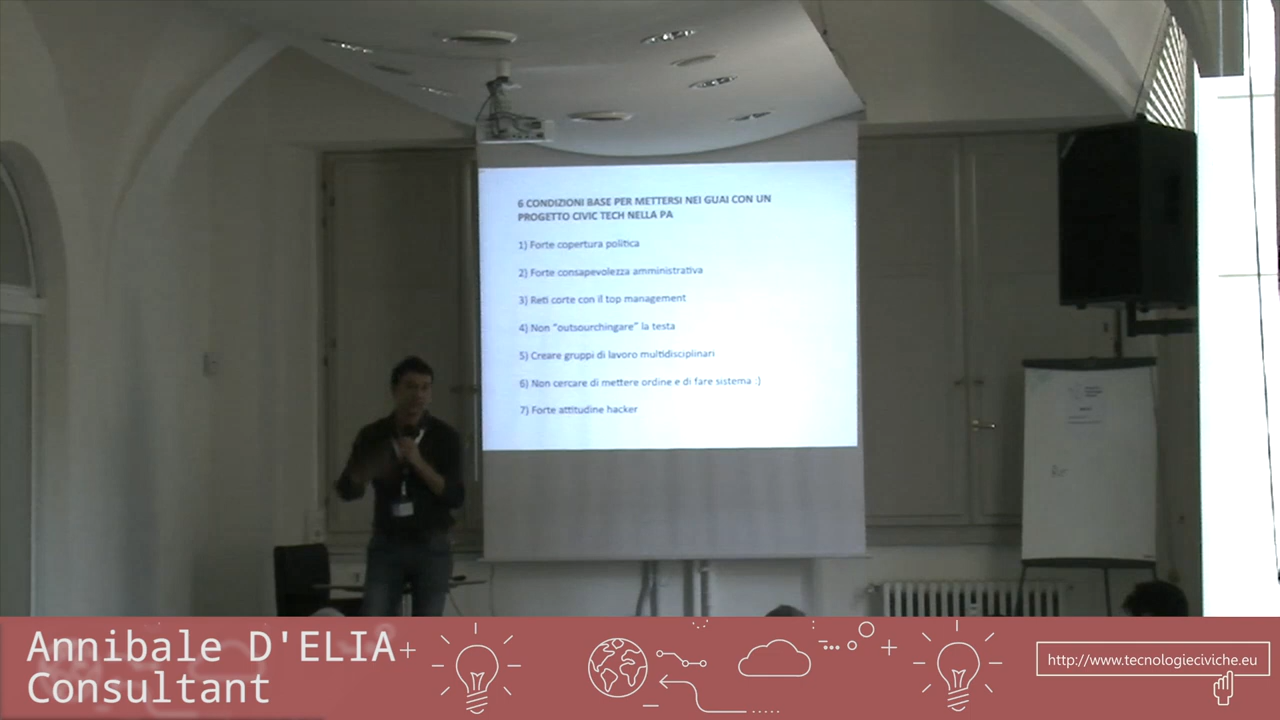 6 CONDIZIONI BASE PER METTERSI NEI GUAI CON UN
PROGETTO CIVIC TECH NELLA PA
1) Forte copertura politica
2) Forte consapevolezza amministrativa
3) Reti corte con il top management
4) Non "outsourchingare" la testa
5) Creare gruppi di lavoro multidisciplinari
6) Non cercare di mettere ordine e di fare sistema :)
7) Forte attitudine hacker
Annibale D'ELIA
Consultant
http://www.tecnologieciviche.eu